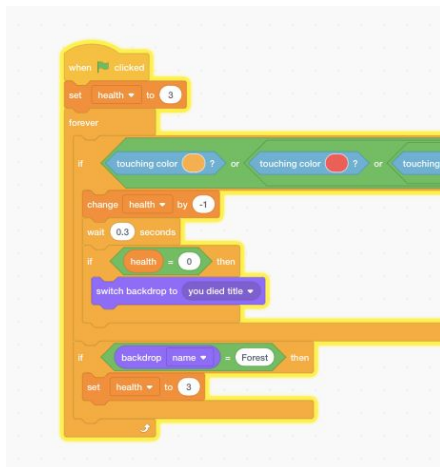 when clicked
set health to 3
forever
if touching color ? or touching color ? or touching
change health by -1
wait 0.3 seconds
if health = 0 then
switch backdrop to you died title
if backdrop name = Forest then
set health to 3